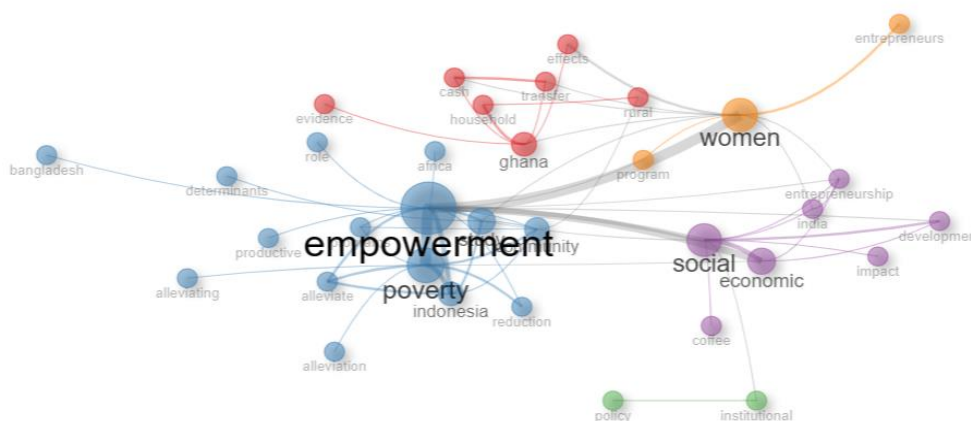 entrepreneurs
effects
cash
transfer
household
rural
evidence
women
ghana
role
africa
program
bangladesh
determinants
entrepreneurship
india
development
productive
empowerment
social
economic
impact
alleviating
alleviate
poverty
indonesia
reduction
coffee
alleviation
policy
institutional